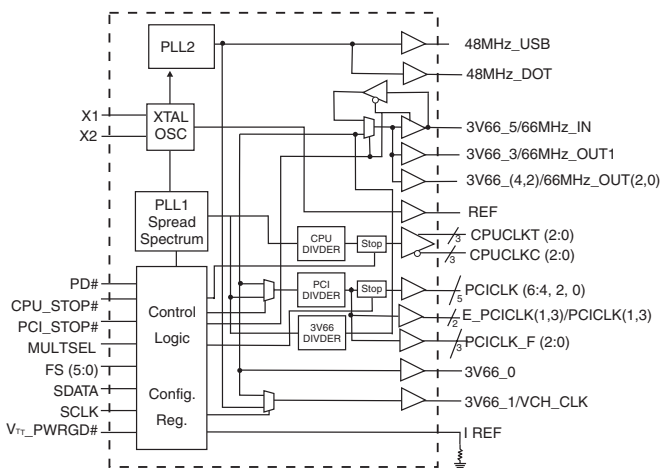 PLL2
48MHz_USB
48MHz_DOT
X1
X2
XTAL
OSC
3V66_5/66MHz_IN
3V66_3/66MHz_OUT1
3V66_(4,2)/66MHz_OUT(2,0)
REF
PLL1
Spread
Spectrum
CPU
DIVDER
Stop
3
CPUCLKT (2:0)
3
CPUCLKC (2:0)
PD#
CPU_STOP#
PCI_STOP#
MULTSEL
FS (5:0)
SDATA
SCLK
VTT_PWRGD#
Control
Logic
Config.
Reg.
PCI
DIVDER
Stop
5
PCICLK (6:4, 2, 0)
2
E_PCICLK(1,3)/PCICLK(1,3)
3V66
DIVDER
3
PCICLK_F (2:0)
3V66_0
3V66_1/VCH_CLK
I REF